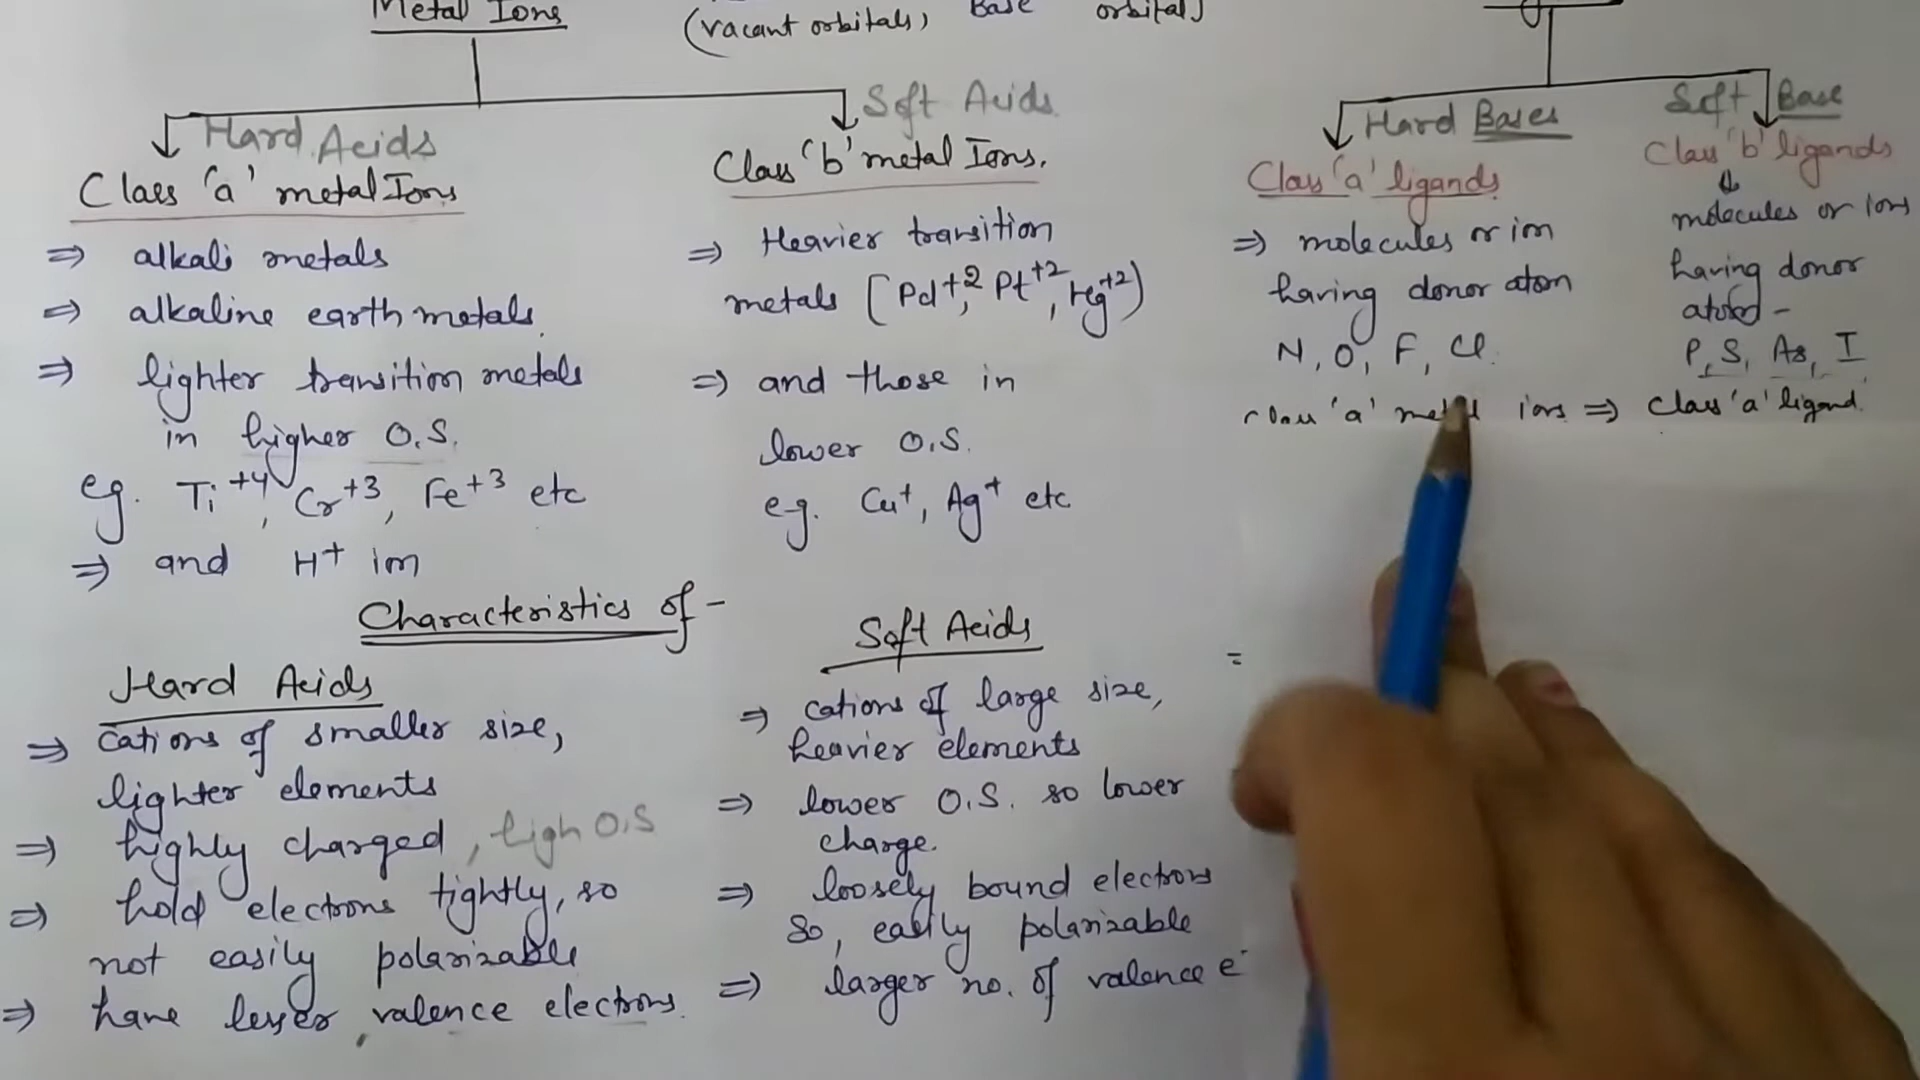 Metal Ions
(vacant orbitals) Base orbitals
Hard Acids
Class 'a' metal Ions
⇒ alkali metals
⇒ alkaline earth metals.
⇒ lighter transition metals
in higher O.S.
eg. Ti+4, Cr+3, Fe+3 etc
⇒ and H+ ion
Soft Acids
Class 'b' metal Ions.
⇒ Heavier transition
metals [Pd+2, Pt+2, Hg+2)
⇒ and those in
lower O.S.
e.g. Cu+, Ag+ etc
Hard Bases
Class 'a' ligands
⇒ molecules or ion
having donor atom
N, O, F, Cl.
Soft Base
Class 'b' ligands
molecules or ions
having donor
P, S, As, I
Class 'a' metal ions ⇒ Class 'a' ligand.
Characteristics of -
Hard Acids
⇒ cations of smaller size,
lighter elements
⇒ highly charged, high O.S
⇒ hold electrons tightly, so
not easily polarizable
⇒ have lesser valence electrons.
Soft Acids
⇒ cations of large size,
heavier elements
⇒ lower O.S. so lower
charge.
⇒ loosely bound electrons
So, easily polarizable
⇒ larger no. of valence e-
=